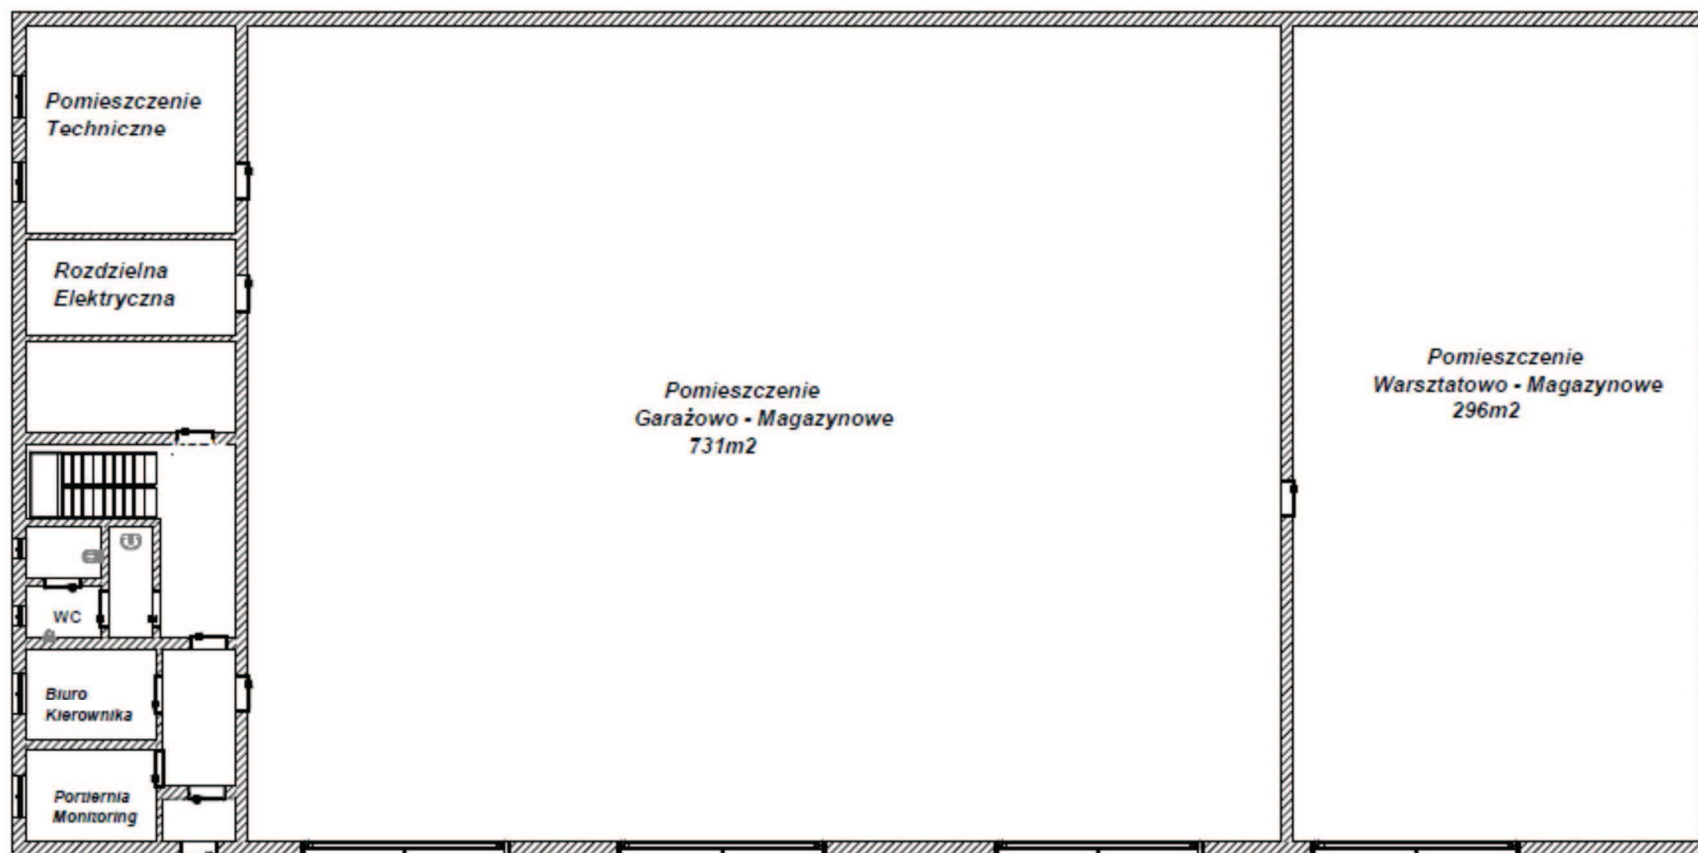 Pomieszczenie
Techniczne
Rozdzielna
Elektryczna
Pomieszczenie
Garażowo - Magazynowe
731m2
Pomieszczenie
Warsztatowo - Magazynowe
296m2
WC
Biuro
Kierownika
Portiernia
Monitoring